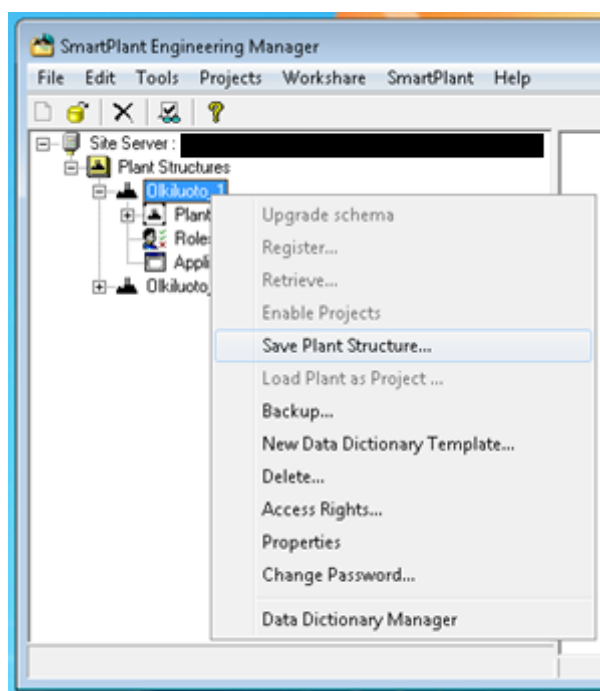 SmartPlant Engineering Manager
File Edit Tools Projects Workshare SmartPlant Help
Site Server :
Plant Structures
Olkiluoto_1
Plant
Roles
Appli
Olkiluoto_
Upgrade schema
Register...
Retrieve...
Enable Projects
Save Plant Structure...
Load Plant as Project ...
Backup...
New Data Dictionary Template...
Delete...
Access Rights...
Properties
Change Password...
Data Dictionary Manager